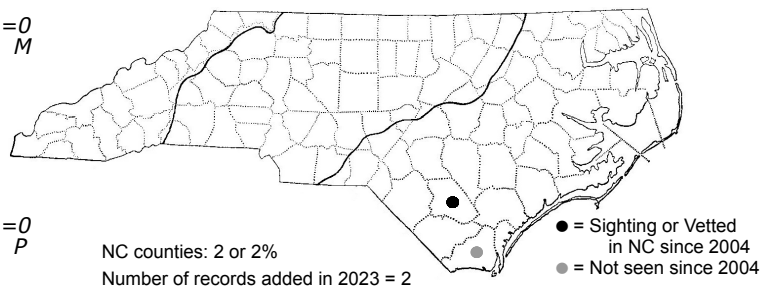 =0
M
=0
P
NC counties: 2 or 2%
Number of records added in 2023 = 2
● = Sighting or Vetted
in NC since 2004
● = Not seen since 2004